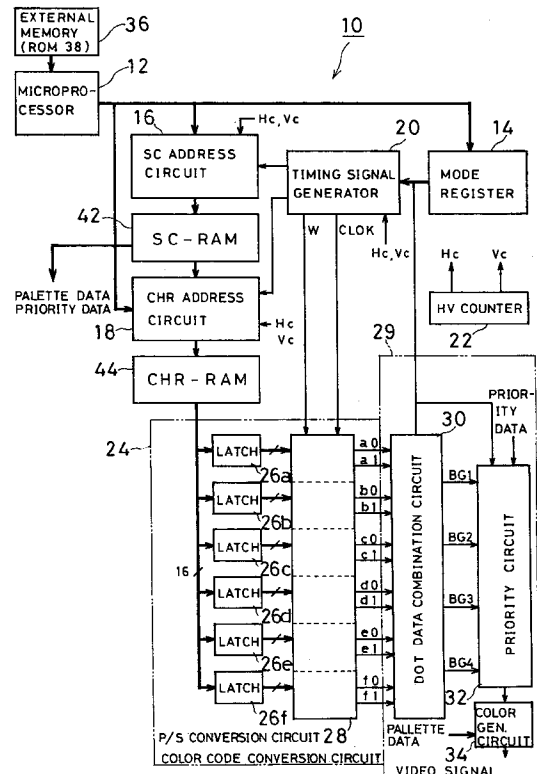 EXTERNAL
MEMORY
(ROM 38)
36
10
12
MICROPRO-
CESSOR
16
Hc, Vc
20
14
SC ADDRESS
CIRCUIT
TIMING SIGNAL
GENERATOR
MODE
REGISTER
42
SC-RAM
W
CLOK
Hc,Vc
Hc
Vc
PALETTE DATA
PRIORITY DATA
CHR ADDRESS
CIRCUIT
18
Hc
Vc
HV COUNTER
22
44
CHR-RAM
29
PRIOR-
ITY
DATA
24
30
LATCH
26a
a0
a1
LATCH
26b
b0
b1
LATCH
26c
c0
c1
16
LATCH
26d
d0
d1
LATCH
26e
e0
e1
LATCH
26f
f0
f1
DOT DATA COMBINATION CIRCUIT
BG1
BG2
BG3
BG4
PRIORITY CIRCUIT
32
P/S CONVERSION CIRCUIT
28
COLOR CODE CONVERSION CIRCUIT
PALLETTE
DATA
34
COLOR
GEN.
CIRCUIT
VIDEO SIGNAL